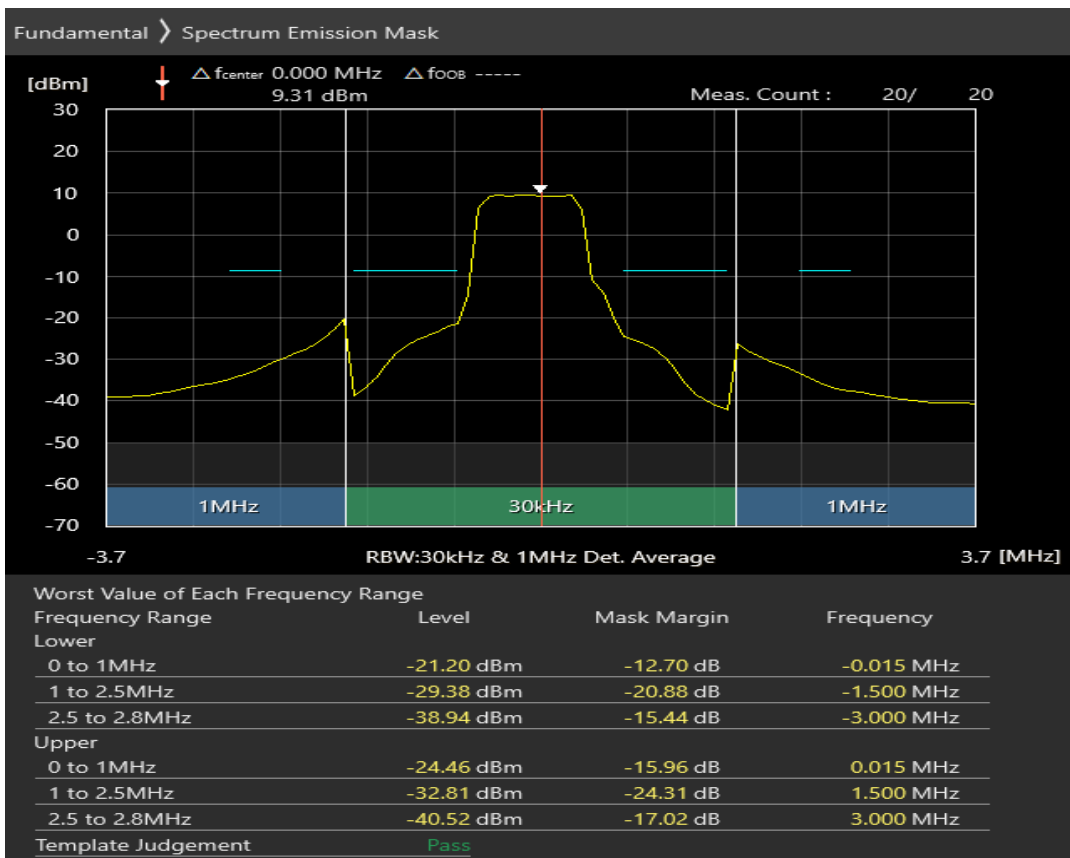 Fundamental 〉 Spectrum Emission Mask
[dBm] △ fcenter 0.000 MHz △ fOOB -----
9.31 dBm Meas. Count : 20/ 20
30
20
10
0
-10
-20
-30
-40
-50
-60
1MHz 30kHz 1MHz
-70
-3.7 RBW:30kHz & 1MHz Det. Average 3.7 [MHz]
Worst Value of Each Frequency Range
Frequency Range Level Mask Margin Frequency
Lower
0 to 1MHz -21.20 dBm -12.70 dB -0.015 MHz
1 to 2.5MHz -29.38 dBm -20.88 dB -1.500 MHz
2.5 to 2.8MHz -38.94 dBm -15.44 dB -3.000 MHz
Upper
0 to 1MHz -24.46 dBm -15.96 dB 0.015 MHz
1 to 2.5MHz -32.81 dBm -24.31 dB 1.500 MHz
2.5 to 2.8MHz -40.52 dBm -17.02 dB 3.000 MHz
Template Judgement Pass